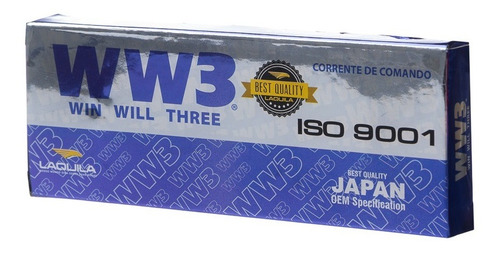 WW3®
WIN WILL THREE
BEST QUALITY
LAQUILA
CORRENTE DE COMANDO
ISO 9001
LAQUILA
BEST QUALITY
JAPAN
OEM Specification
WW3